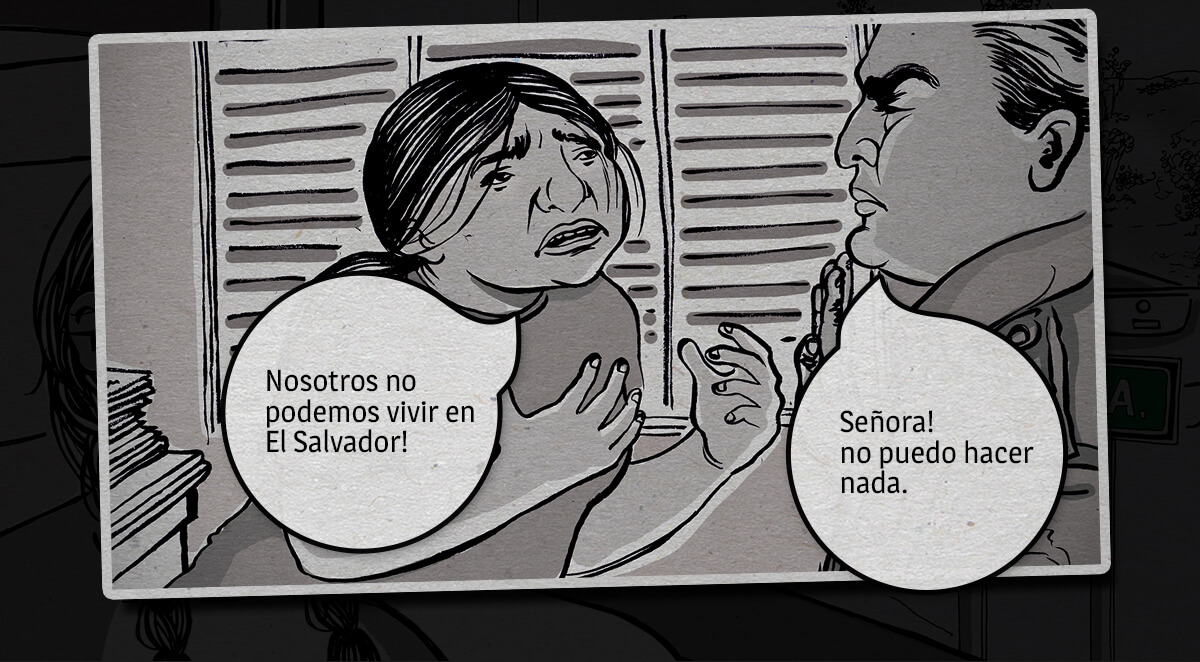 Nosotros no
podemos vivir en
El Salvador!
Señora!
no puedo hacer
nada.
A.